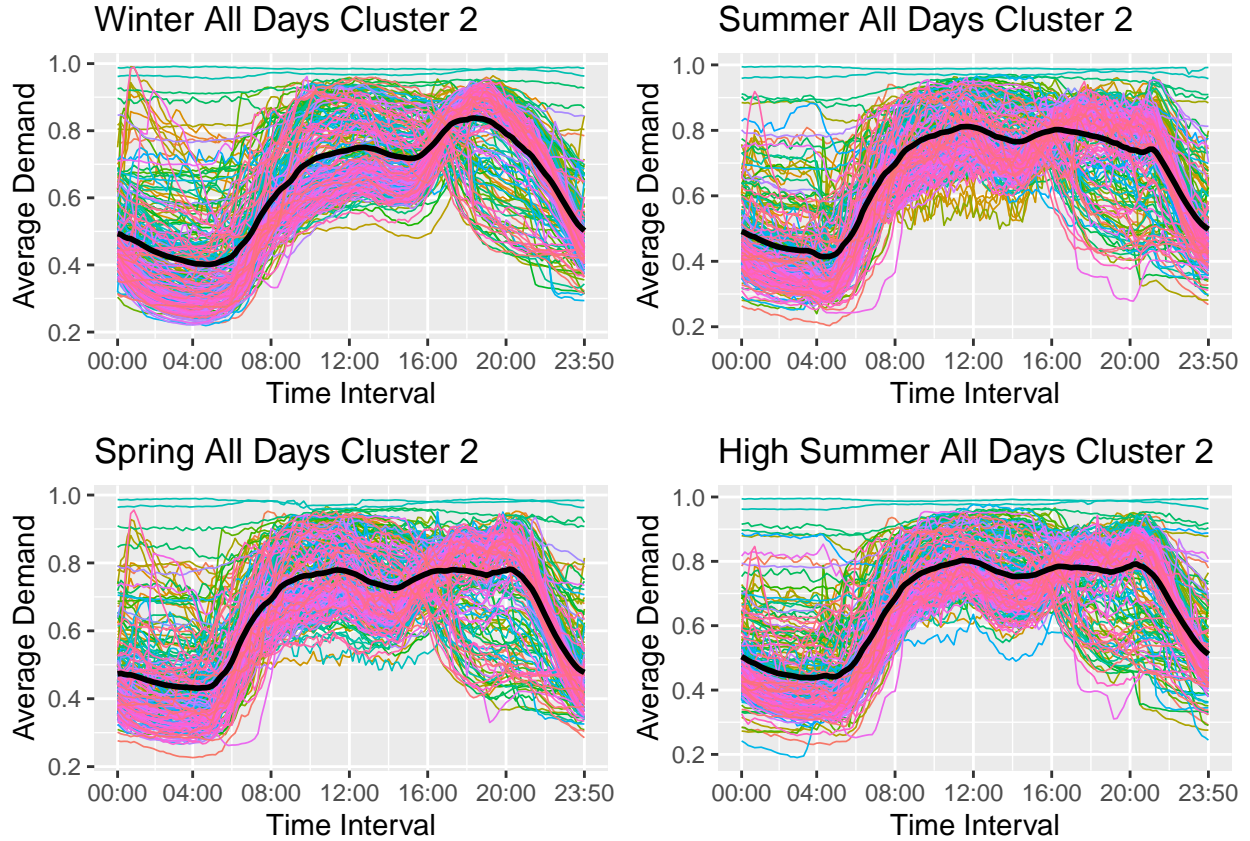 Winter All Days Cluster 2
Average Demand
1.0
0.8
0.6
0.4
0.2
00:00 04:00 08:00 12:00 16:00 20:00 23:50
Time Interval
Summer All Days Cluster 2
Average Demand
1.0
0.8
0.6
0.4
0.2
00:00 04:00 08:00 12:00 16:00 20:00 23:50
Time Interval
Spring All Days Cluster 2
Average Demand
1.0
0.8
0.6
0.4
0.2
00:00 04:00 08:00 12:00 16:00 20:00 23:50
Time Interval
High Summer All Days Cluster 2
Average Demand
1.0
0.8
0.6
0.4
0.2
00:00 04:00 08:00 12:00 16:00 20:00 23:50
Time Interval